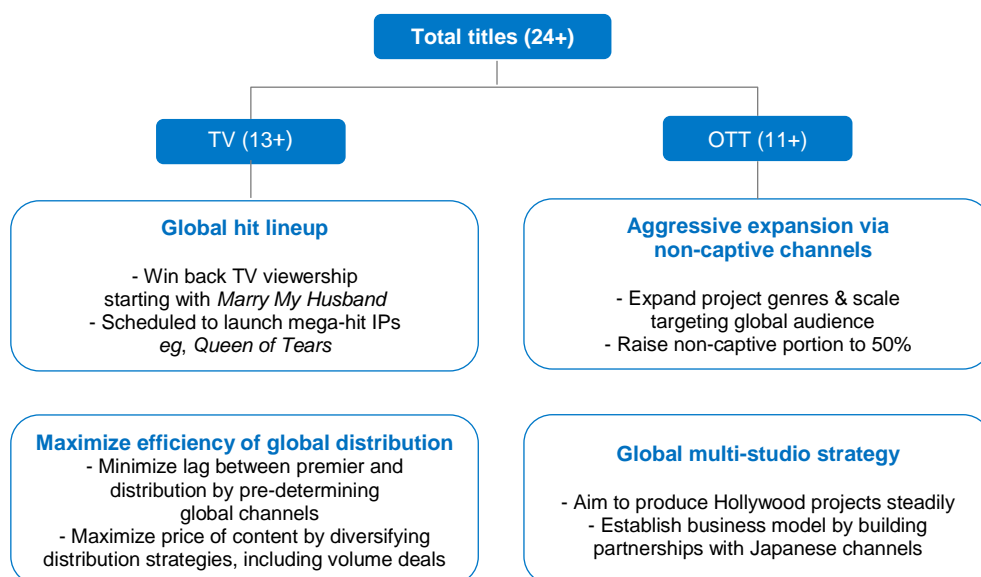 Total titles (24+)
TV (13+)
OTT (11+)
Global hit lineup
- Win back TV viewership
starting with Marry My Husband
- Scheduled to launch mega-hit IPs
eg, Queen of Tears
Aggressive expansion via
non-captive channels
- Expand project genres & scale
targeting global audience
- Raise non-captive portion to 50%
Maximize efficiency of global distribution
- Minimize lag between premier and
distribution by pre-determining
global channels
- Maximize price of content by diversifying
distribution strategies, including volume deals
Global multi-studio strategy
- Aim to produce Hollywood projects steadily
- Establish business model by building
partnerships with Japanese channels